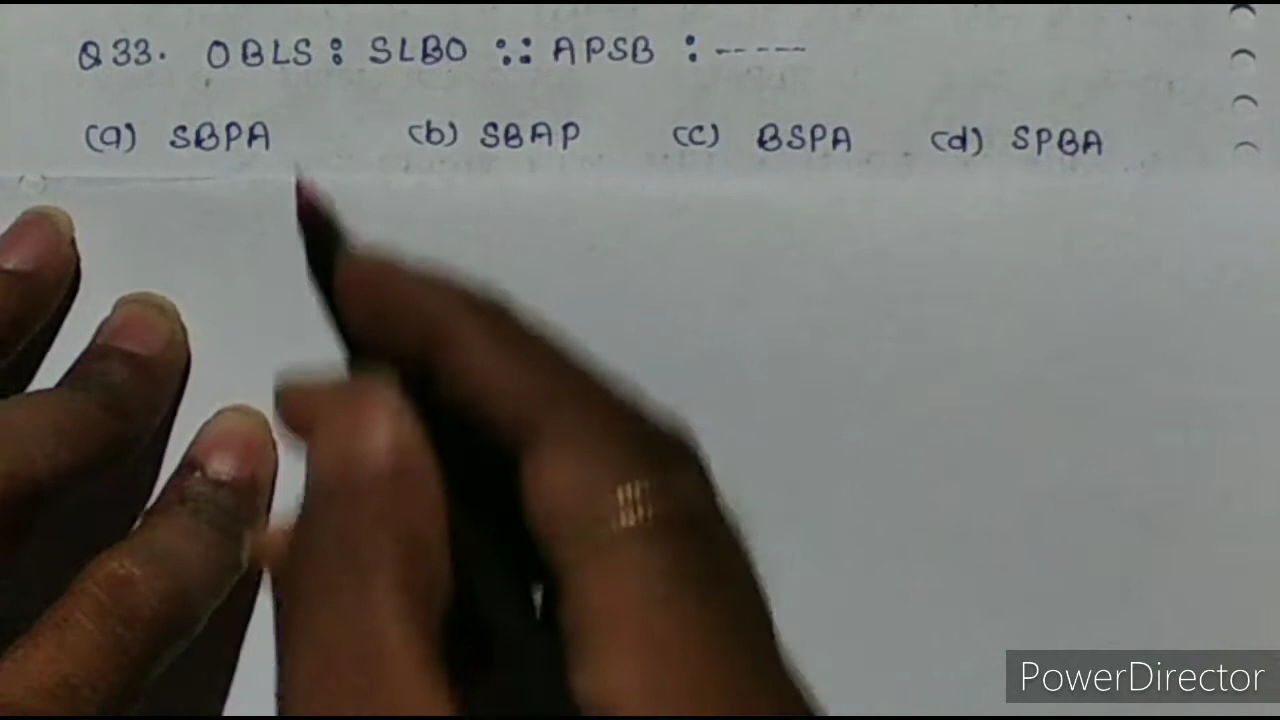 Q33. OBLS : SLBO :: APSB : -----
(a) SBPA (b) SBAP (c) BSPA (d) SPBA
PowerDirector